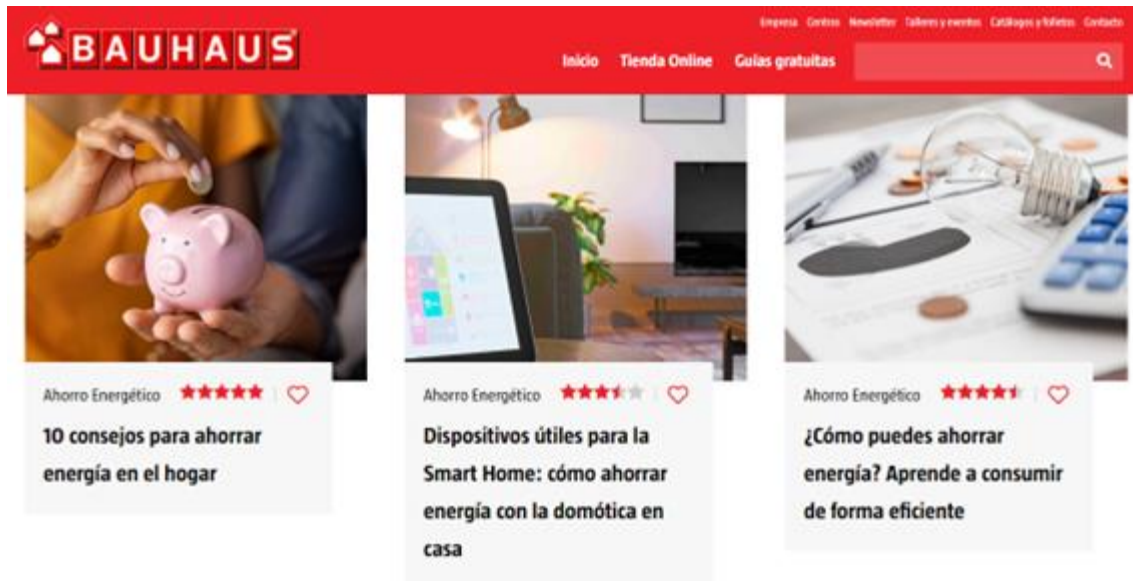 Empresa Centros Newsletter Talleres y eventos Catálogos y folletos Contacto
BAUHAUS
Inicio Tienda Online Guías gratuitas
Ahorro Energético
10 consejos para ahorrar
energía en el hogar
Ahorro Energético
Dispositivos útiles para la
Smart Home: cómo ahorrar
energía con la domótica en
casa
Ahorro Energético
¿Cómo puedes ahorrar
energía? Aprende a consumir
de forma eficiente